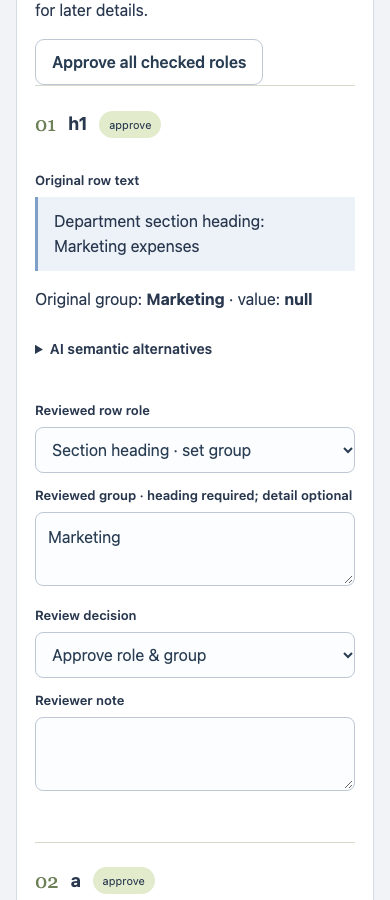 for later details.
Approve all checked roles
01 h1 approve
Original row text
Department section heading:
Marketing expenses
Original group: Marketing · value: null
▶ AI semantic alternatives
Reviewed row role
Section heading · set group
Reviewed group · heading required; detail optional
Marketing
Review decision
Approve role & group
Reviewer note
02 a approve